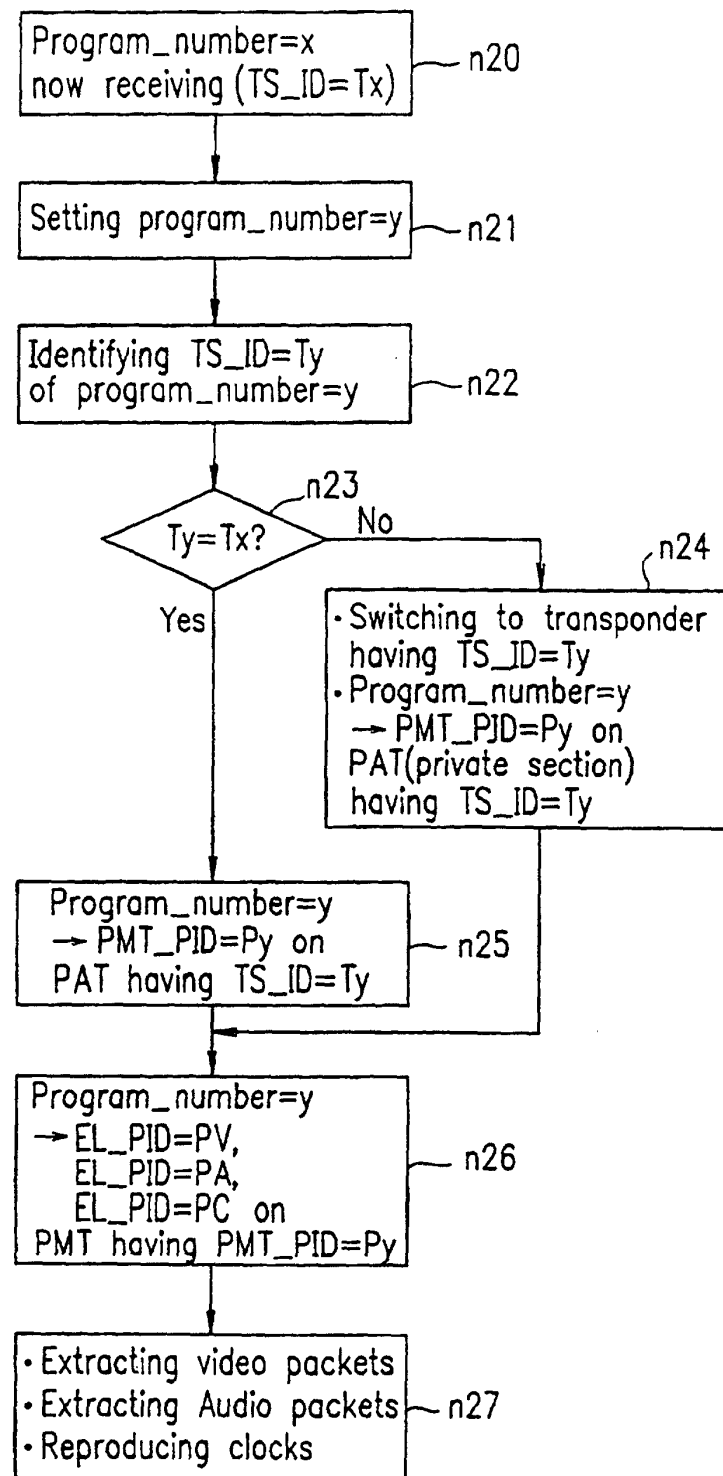 Program_number=x
now receiving (TS_ID=Tx)
n20
Setting program_number=y
n21
Identifying TS_ID=Ty
of program_number=y
n22
n23
Ty=Tx?
No
Yes
n24
· Switching to transponder
having TS_ID=Ty
· Program_number=y
→ PMT_PID=Py on
PAT(private section)
having TS_ID=Ty
Program_number=y
→ PMT_PID=Py on
PAT having TS_ID=Ty
n25
Program_number=y
→ EL_PID=PV,
EL_PID=PA,
EL_PID=PC on
PMT having PMT_PID=Py
n26
· Extracting video packets
· Extracting Audio packets
· Reproducing clocks
n27